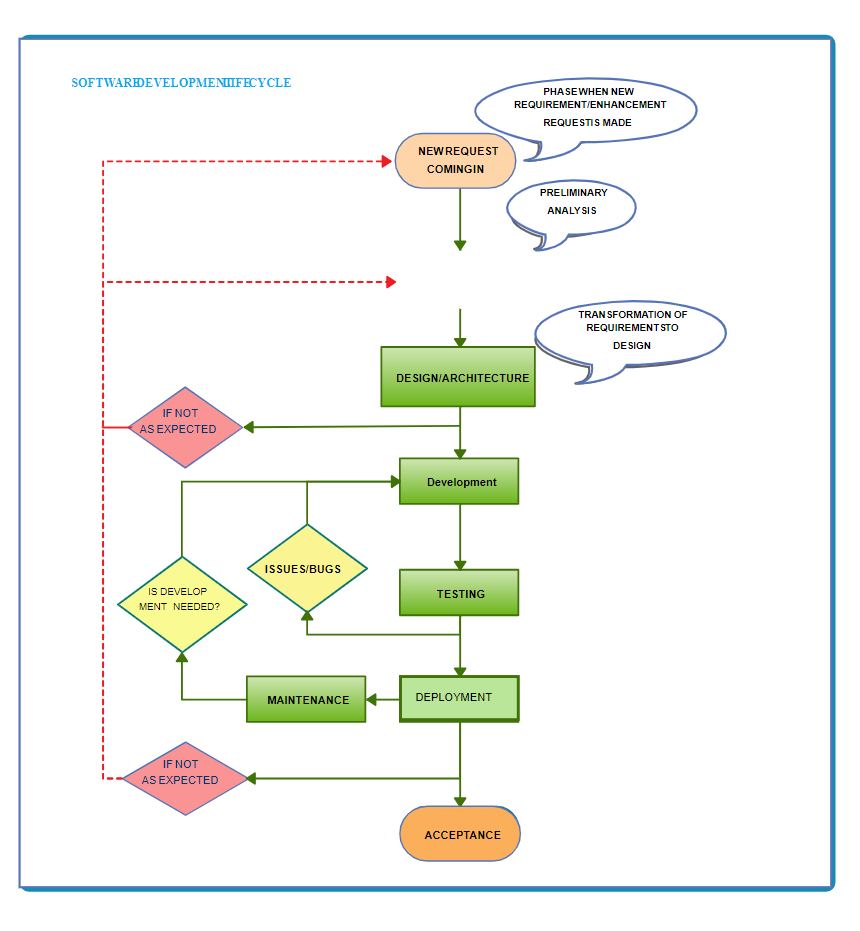 SOFTWAREDEVELOPMENTLIFECYCLE
PHASEWHEN NEW
REQUIREMENT/ENHANCEMENT
REQUESTIS MADE
NEWREQUEST
COMINGIN
PRELIMINARY
ANALYSIS
TRANSFORMATION OF
REQUIREMENTSTO
DESIGN
DESIGN/ARCHITECTURE
IF NOT
AS EXPECTED
Development
ISSUES/BUGS
IS DEVELOP
MENT NEEDED?
TESTING
MAINTENANCE
DEPLOYMENT
IF NOT
AS EXPECTED
ACCEPTANCE